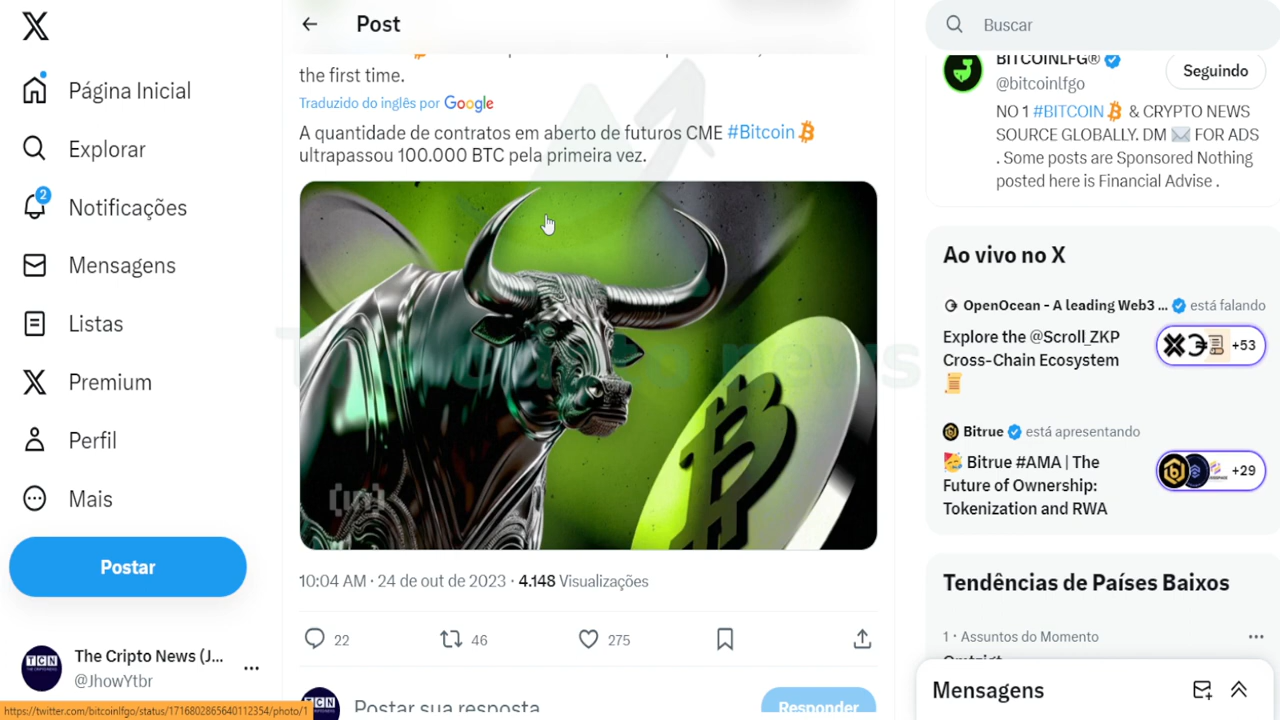 Post
the first time.
Traduzido do inglês por Google
A quantidade de contratos em aberto de futuros CME #Bitcoin
ultrapassou 100.000 BTC pela primeira vez.
10:04 AM · 24 de out de 2023 · 4.148 Visualizações
22
46
275
Postar sua resposta
Responder
Página Inicial
Explorar
2
Notificações
Mensagens
Listas
Premium
Perfil
Mais
Postar
TCN
The Cripto News (J...
@JhowYtbr
https://twitter.com/bitcoinlfgo/status/1716802865640112354/photo/1
Buscar
BITCOINLFG®
@bitcoinlfgo
Seguindo
NO 1 #BITCOIN & CRYPTO NEWS
SOURCE GLOBALLY. DM FOR ADS
. Some posts are Sponsored Nothing
posted here is Financial Advise .
Ao vivo no X
OpenOcean - A leading Web3 ... está falando
Explore the @Scroll_ZKP
Cross-Chain Ecosystem
+53
Bitrue está apresentando
Bitrue #AMA | The
Future of Ownership:
Tokenization and RWA
+29
Tendências de Países Baixos
1 · Assuntos do Momento
Mensagens